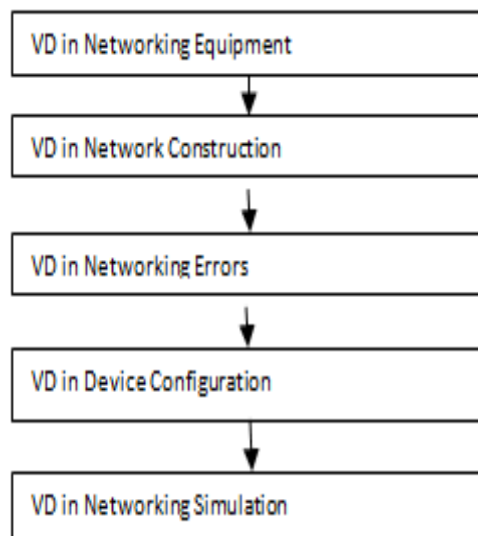 VD in Networking Equipment
VD in Network Construction
VD in Networking Errors
VD in Device Configuration
VD in Networking Simulation